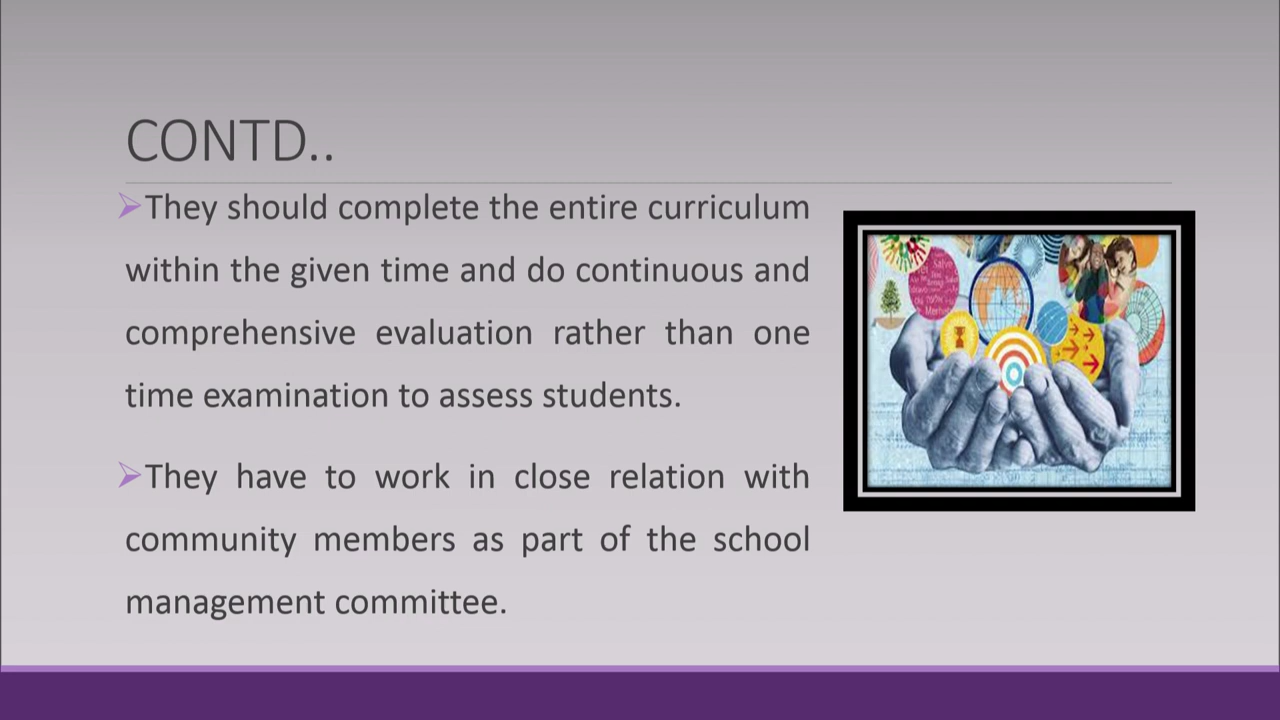 CONTD..
➢They should complete the entire curriculum
within the given time and do continuous and
comprehensive evaluation rather than one
time examination to assess students.
➢They have to work in close relation with
community members as part of the school
management committee.